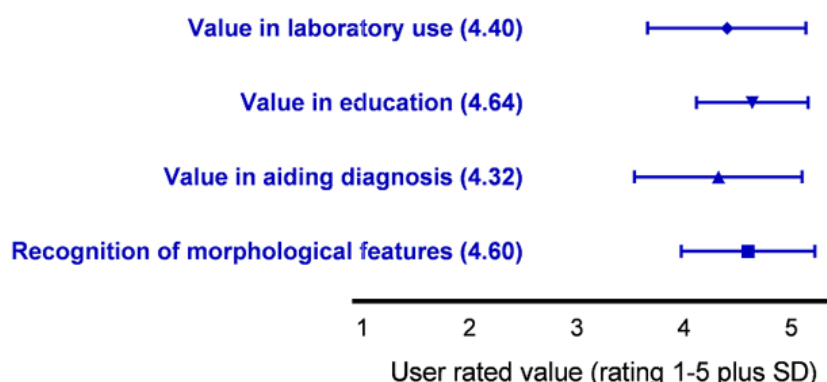 Value in laboratory use (4.40)
Value in education (4.64)
Value in aiding diagnosis (4.32)
Recognition of morphological features (4.60)
1 2 3 4 5
User rated value (rating 1-5 plus SD)